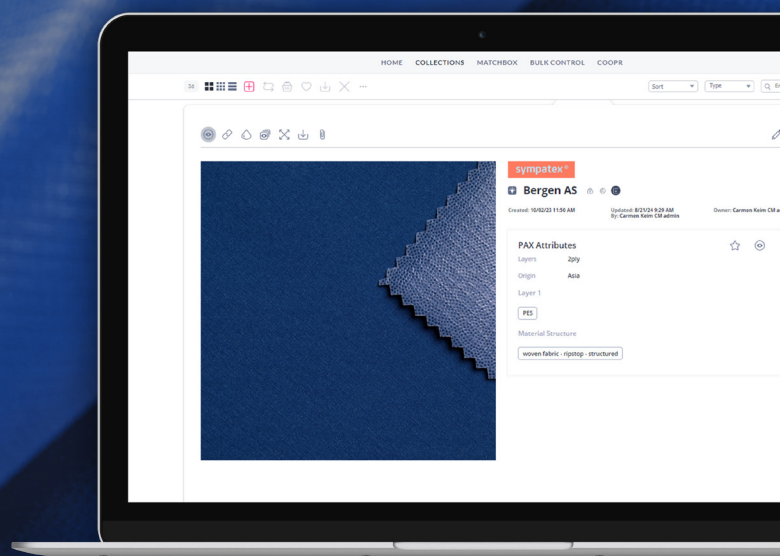 HOME COLLECTIONS MATCHBOX BULK CONTROL COOPR
36 Sort Type
sympatex®
Bergen AS
Created: 10/02/23 11:50 AM Updated: 8/21/24 9:29 AM Owner: Carmen Keim CM
By: Carmen Keim CM admin
PAX Attributes
Layers 2ply
Origin Asia
Layer 1
PES
Material Structure
woven fabric - ripstop - structured